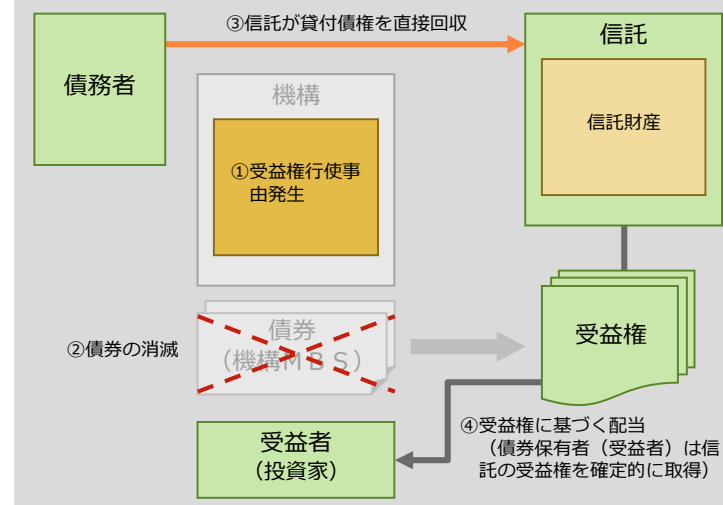 ③信託が貸付債権を直接回収
債務者
信託
機構
信託財産
①受益権行使事
由発生
債券
（機構ＭＢＳ）
②債券の消滅
受益権
④受益権に基づく配当
（債券保有者（受益者）は信
託の受益権を確定的に取得）
受益者
（投資家）